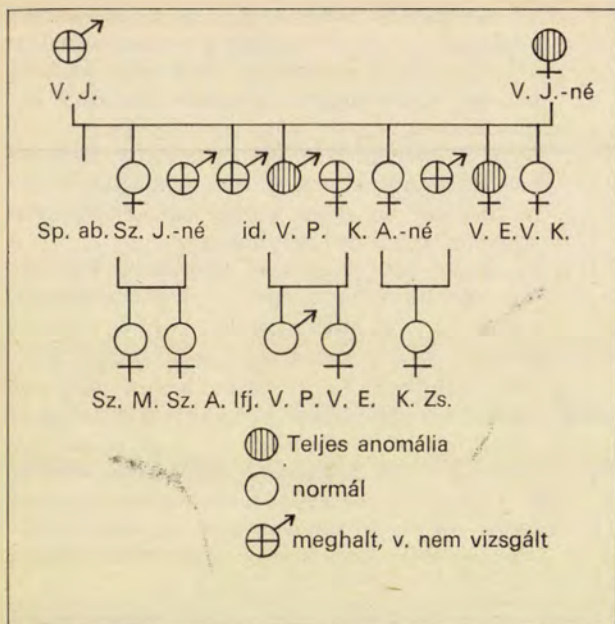 V. J. V. J.-né
Sp. ab. Sz. J.-né id. V. P. K. A.-né V. E. V. K.
Sz. M. Sz. A. Ifj. V. P. V. E. K. Zs.
Teljes anomália
normál
meghalt, v. nem vizsgált